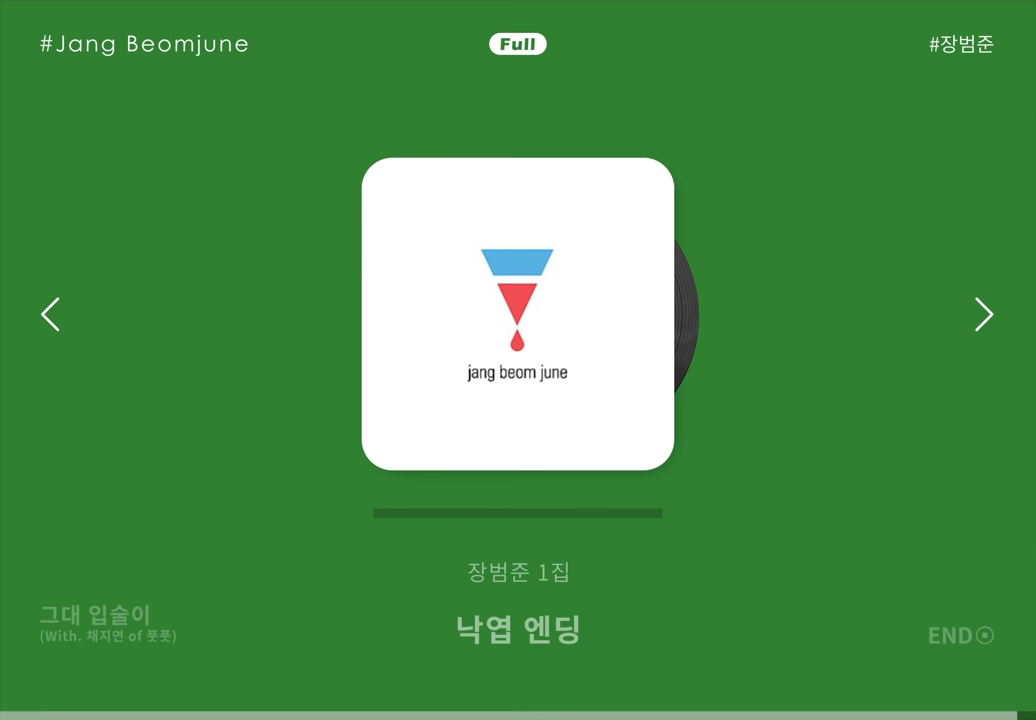 #Jang Beomjune
Full
#장범준
jang beom june
장범준 1집
낙엽 엔딩
그대 입술이
(With. 채지연 of 풋풋)
END